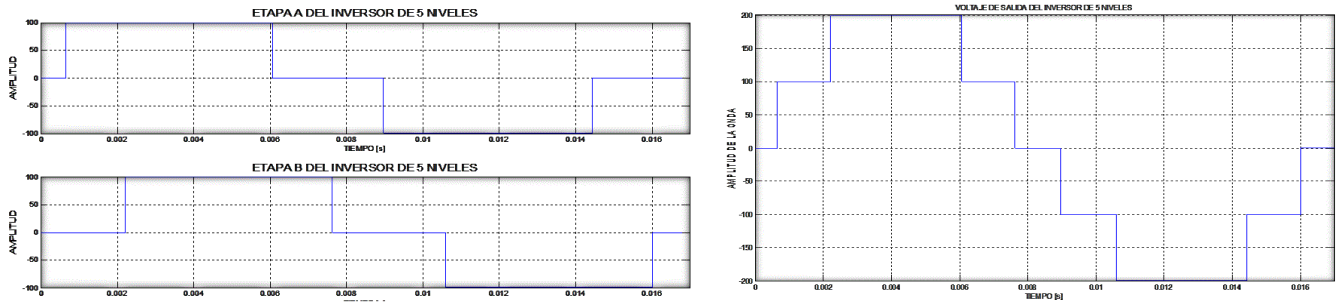 ETAPA A DEL INVERSOR DE 5 NIVELES
AMPLITUD
100
50
0
-50
-100
0 0.002 0.004 0.006 0.008 0.01 0.012 0.014 0.016
TIEMPO [s]
ETAPA B DEL INVERSOR DE 5 NIVELES
AMPLITUD
100
50
0
-50
-100
0 0.002 0.004 0.006 0.008 0.01 0.012 0.014 0.016
VOLTAJE DE SALIDA DEL INVERSOR DE 5 NIVELES
AMPLITUD DE LA ONDA
200
150
100
50
0
-50
-100
-150
-200
0 0.002 0.004 0.006 0.008 0.01 0.012 0.014 0.016
TIEMPO [s]